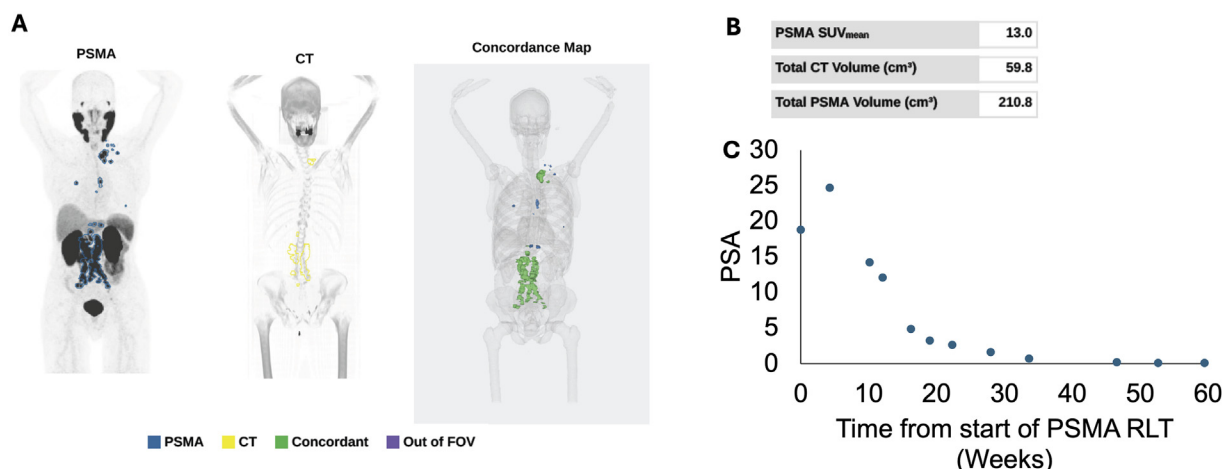 A
PSMA
CT
Concordance Map
PSMA
CT
Concordant
Out of FOV
B
PSMA SUVmean 13.0
Total CT Volume (cm³) 59.8
Total PSMA Volume (cm³) 210.8
C
30
25
20
15
10
5
0
PSA
0 10 20 30 40 50 60
Time from start of PSMA RLT
(Weeks)